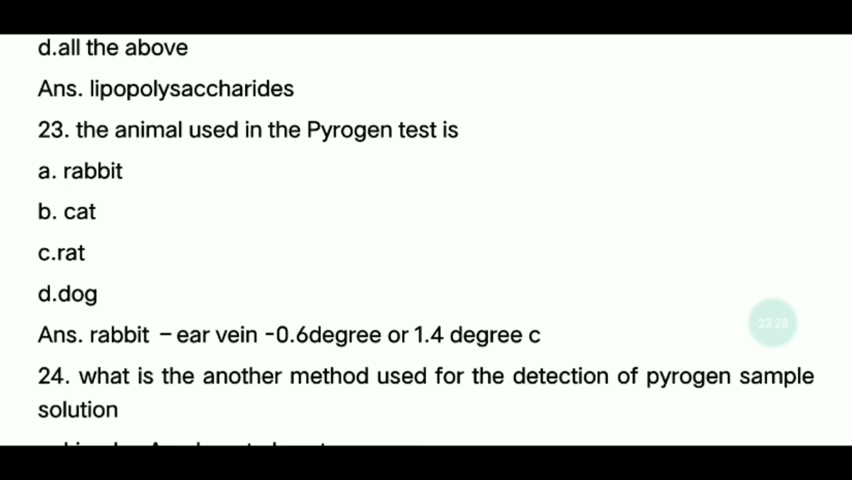 d.all the above
Ans. lipopolysaccharides
23. the animal used in the Pyrogen test is
a. rabbit
b. cat
c.rat
d.dog
Ans. rabbit – ear vein -0.6degree or 1.4 degree c
23:28
24. what is the another method used for the detection of pyrogen sample
solution